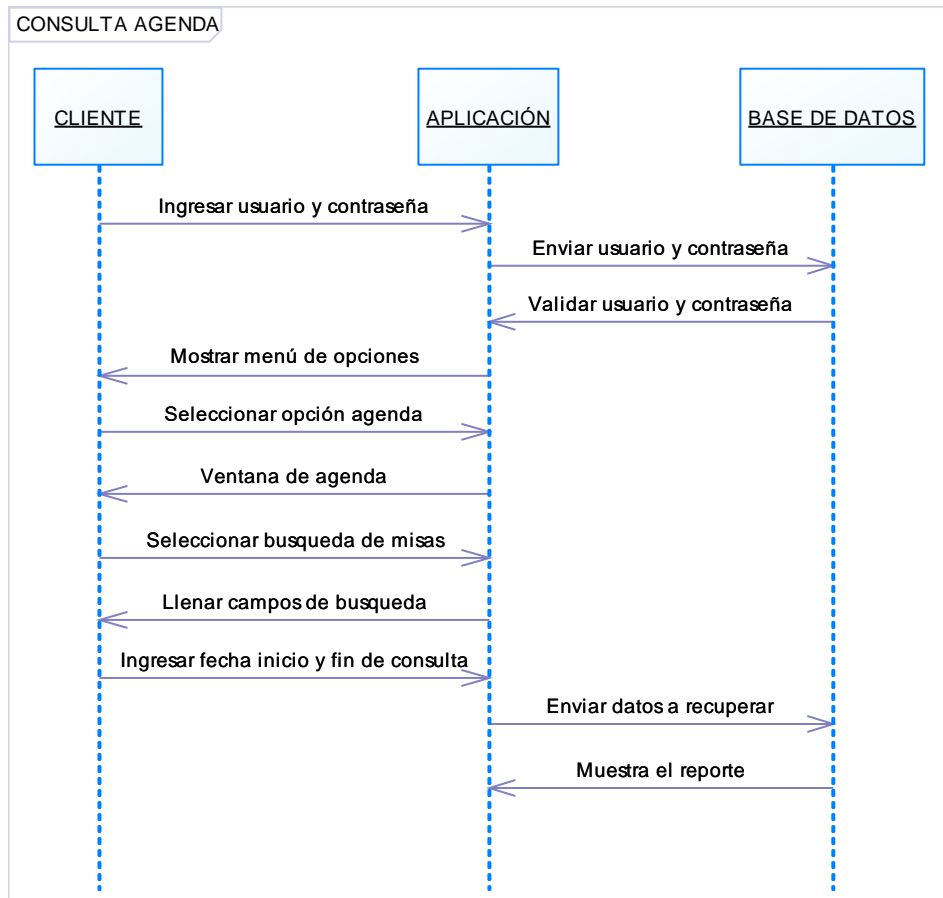 CONSULTA AGENDA
CLIENTE
APLICACIÓN
BASE DE DATOS
Ingresar usuario y contraseña
Enviar usuario y contraseña
Validar usuario y contraseña
Mostrar menú de opciones
Seleccionar opción agenda
Ventana de agenda
Seleccionar busqueda de misas
Llenar campos de busqueda
Ingresar fecha inicio y fin de consulta
Enviar datos a recuperar
Muestra el reporte